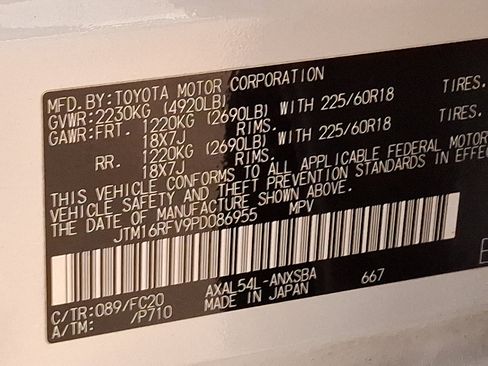 MFD.BY:TOYOTA MOTOR CORPORATION
GVWR:2230KG (4920LB)
GAWR:FRT. 1220KG (2690LB) WITH 225/60R18 TIRES.
18X7J RIMS.
RR. 1220KG (2690LB) WITH 225/60R18 TIRES.
18X7J RIMS.
THIS VEHICLE CONFORMS TO ALL APPLICABLE FEDERAL MOTOR
VEHICLE SAFETY AND THEFT PREVENTION STANDARDS IN EFFEC
THE DATE OF MANUFACTURE SHOWN ABOVE.
JTM16RFV9PD086955 MPV
C/TR:089/FC20 AXAL54L-ANXSBA 667
A/TM: /P710 MADE IN JAPAN